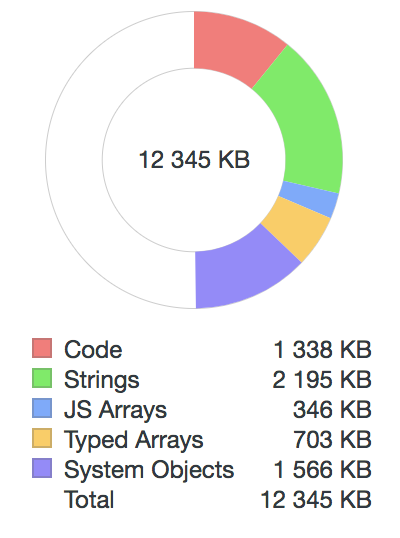 12 345 KB
Code 1 338 KB
Strings 2 195 KB
JS Arrays 346 KB
Typed Arrays 703 KB
System Objects 1 566 KB
Total 12 345 KB